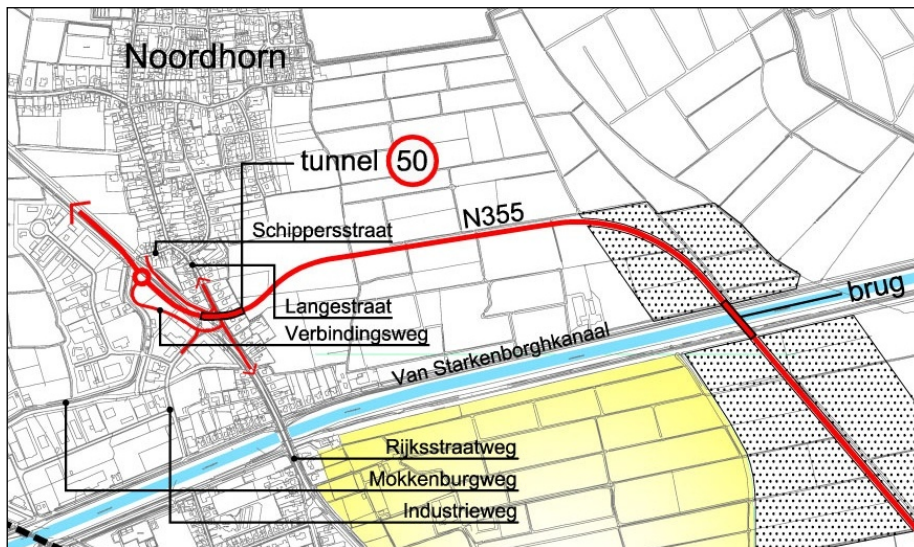 Noordhorn
tunnel 50
N355
Schippersstraat
brug
Langestraat
Verbindingsweg
Van Starkenborghkanaal
Rijksstraatweg
Mokkenburgweg
Industrieweg